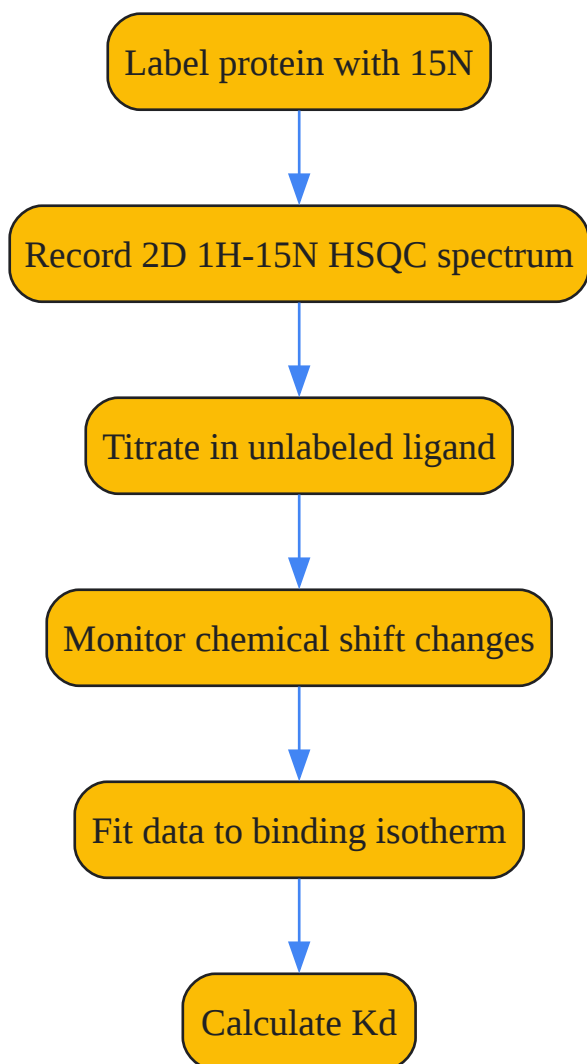 Label protein with 15N
Record 2D 1H-15N HSQC spectrum
Titrate in unlabeled ligand
Monitor chemical shift changes
Fit data to binding isotherm
Calculate Kd